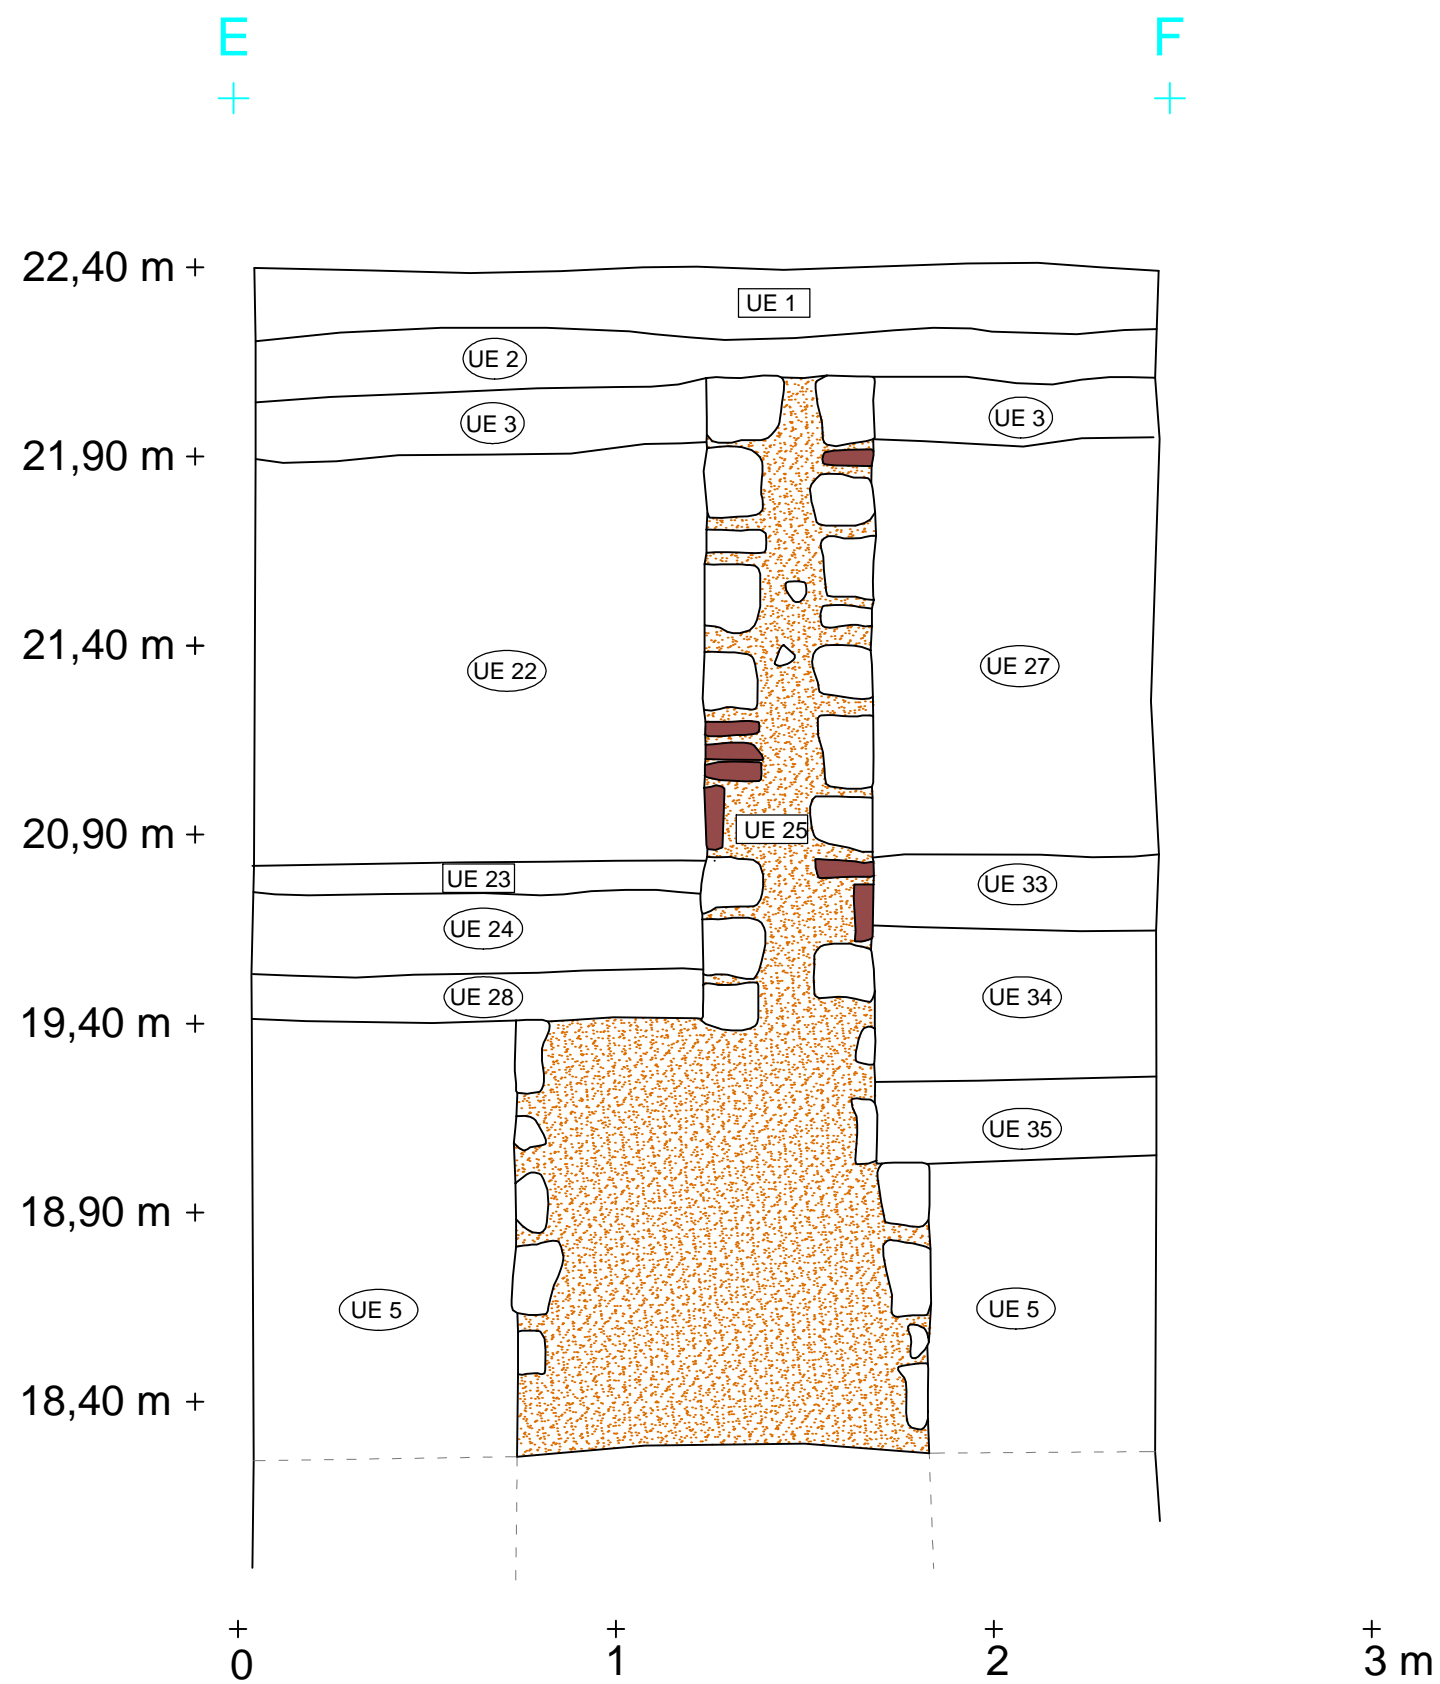 E F
22,40 m
UE 1
UE 2
UE 3 UE 3
21,90 m
21,40 m
UE 22 UE 27
20,90 m
UE 25
UE 23 UE 33
UE 24
UE 28 UE 34
19,40 m
UE 35
18,90 m
UE 5 UE 5
18,40 m
0 1 2 3 m